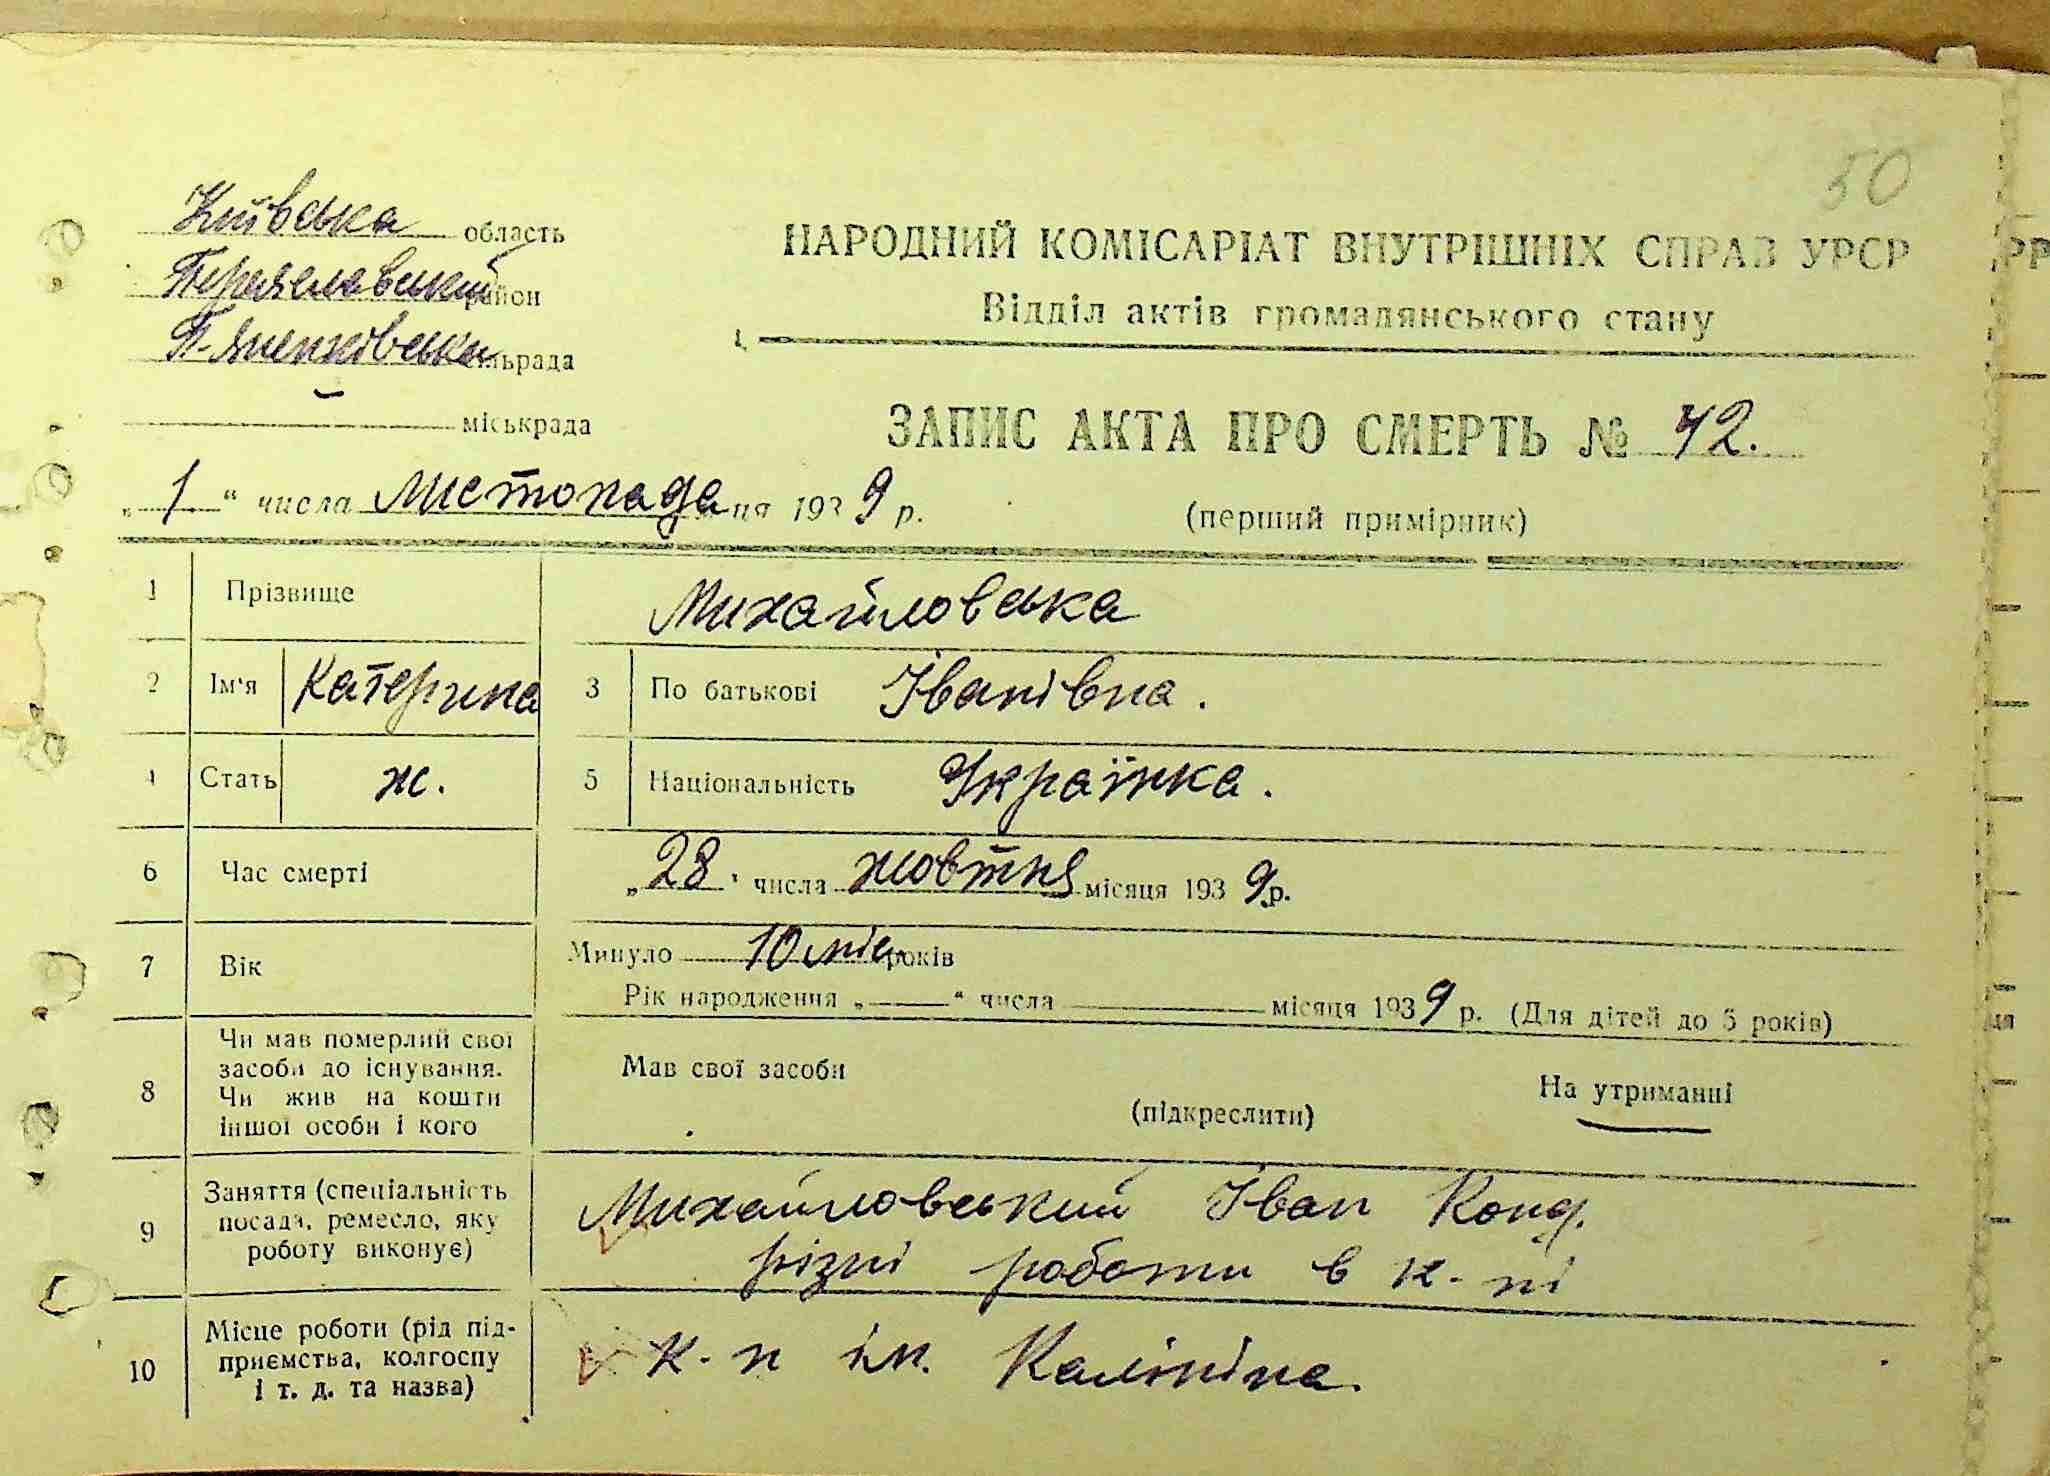 50
Київська область
НАРОДНИЙ КОМІСАРІАТ ВНУТРІШНІХ СПРАВ УРСР
Переяславський район
Відділ актів громадянського стану
П-Яненківська сільрада
міськрада
ЗАПИС АКТА ПРО СМЕРТЬ № 42.
„1“ числа Листопада ця 1939 р.
(перший примірник)
1 Прізвище Михайловська
2 Ім'я Катерина 3 По батькові Іванівна.
4 Стать ж. 5 Національність Українка.
6 Час смерті „28“ числа жовтня місяця 1939 р.
7 Вік Минуло 10 міс років
Рік народження „—“ числа — місяця 1939 р. (Для дітей до 5 років)
8 Чи мав померлий свої засоби до існування. Чи жив на кошти іншої особи і кого
Мав свої засоби (підкреслити) На утриманні
9 Заняття (спеціальність посада, ремесло, яку роботу виконує)
Михайловський Іван Конд.
різні роботи в к-пі
10 Місце роботи (рід підприємства, колгоспу і т. д. та назва)
к-п ім. Калініна.